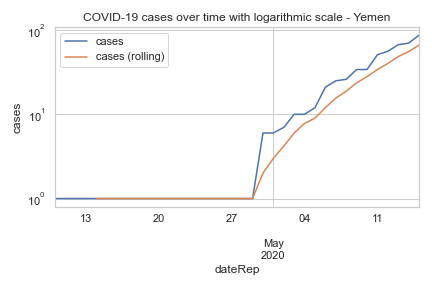 COVID-19 cases over time with logarithmic scale - Yemen
cases
cases (rolling)
10²
10¹
10⁰
cases
13 20 27 04 11
May
2020
dateRep